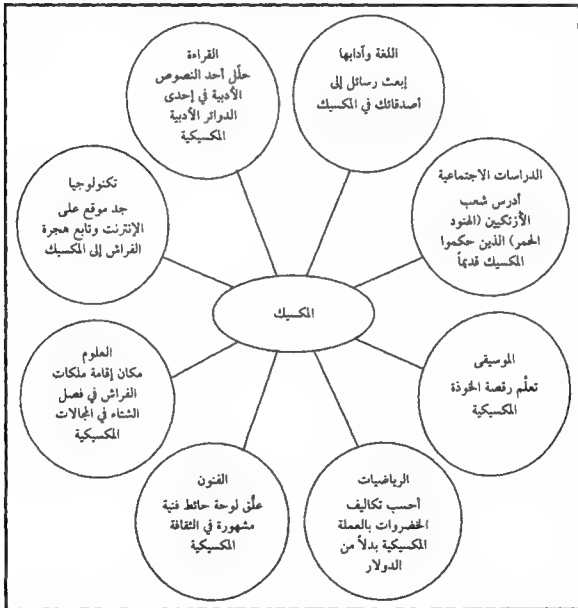 اللغة وآدابها
إبعث رسائل إلى
أصدقائك في المكسيك
الدراسات الاجتماعية
أدرس شعب
الأزتكيين (الهنود
الحمر) الذين حكموا
المكسيك قديماً
الموسيقى
تعلّم رقصة الخوذة
المكسيكية
الرياضيات
أحسب تكاليف
الخضروات بالعملة
المكسيكية بدلاً من
الدولار
الفنون
علّق لوحة حائط فنية
مشهورة في الثقافة
المكسيكية
العلوم
مكان إقامة ملكات
الفراش في فصل
الشتاء في المجالات
المكسيكية
تكنولوجيا
جد موقع على
الإنترنت وتابع هجرة
الفراش إلى المكسيك
القراءة
حلّل أحد النصوص
الأدبية في إحدى
الدوائر الأدبية
المكسيكية
المكسيك